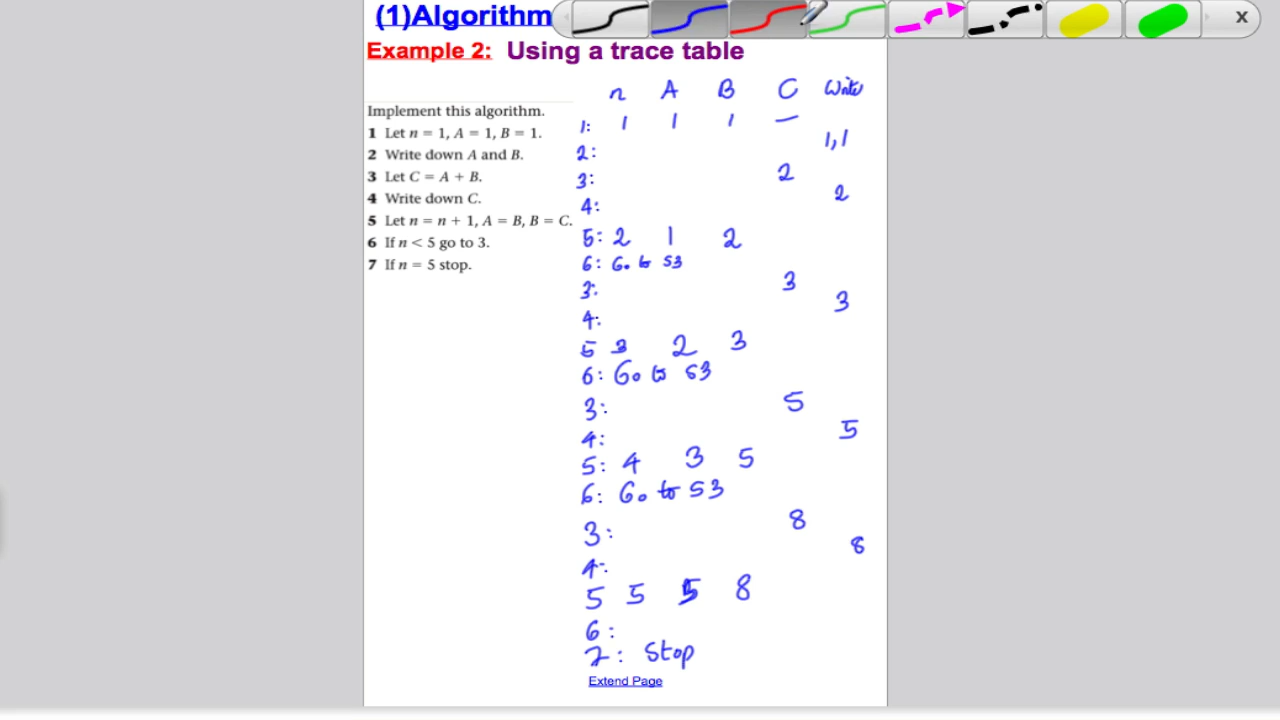 (1)Algorithm
X
Example 2: Using a trace table
n A B C Write
Implement this algorithm.
1 Let n = 1, A = 1, B = 1.
2 Write down A and B.
3 Let C = A + B.
4 Write down C.
5 Let n = n + 1, A = B, B = C.
6 If n < 5 go to 3.
7 If n = 5 stop.
1: 1 1 1 —
1,1
2:
3: 2
2
4:
5: 2 1 2
6: Go to S3
3: 3
3
4:
5 3 2 3
6: Go to S3
3: 5
5
4:
5: 4 3 5
6: Go to S3
3: 8
8
4:
5 5 5 8
6:
7: Stop
Extend Page